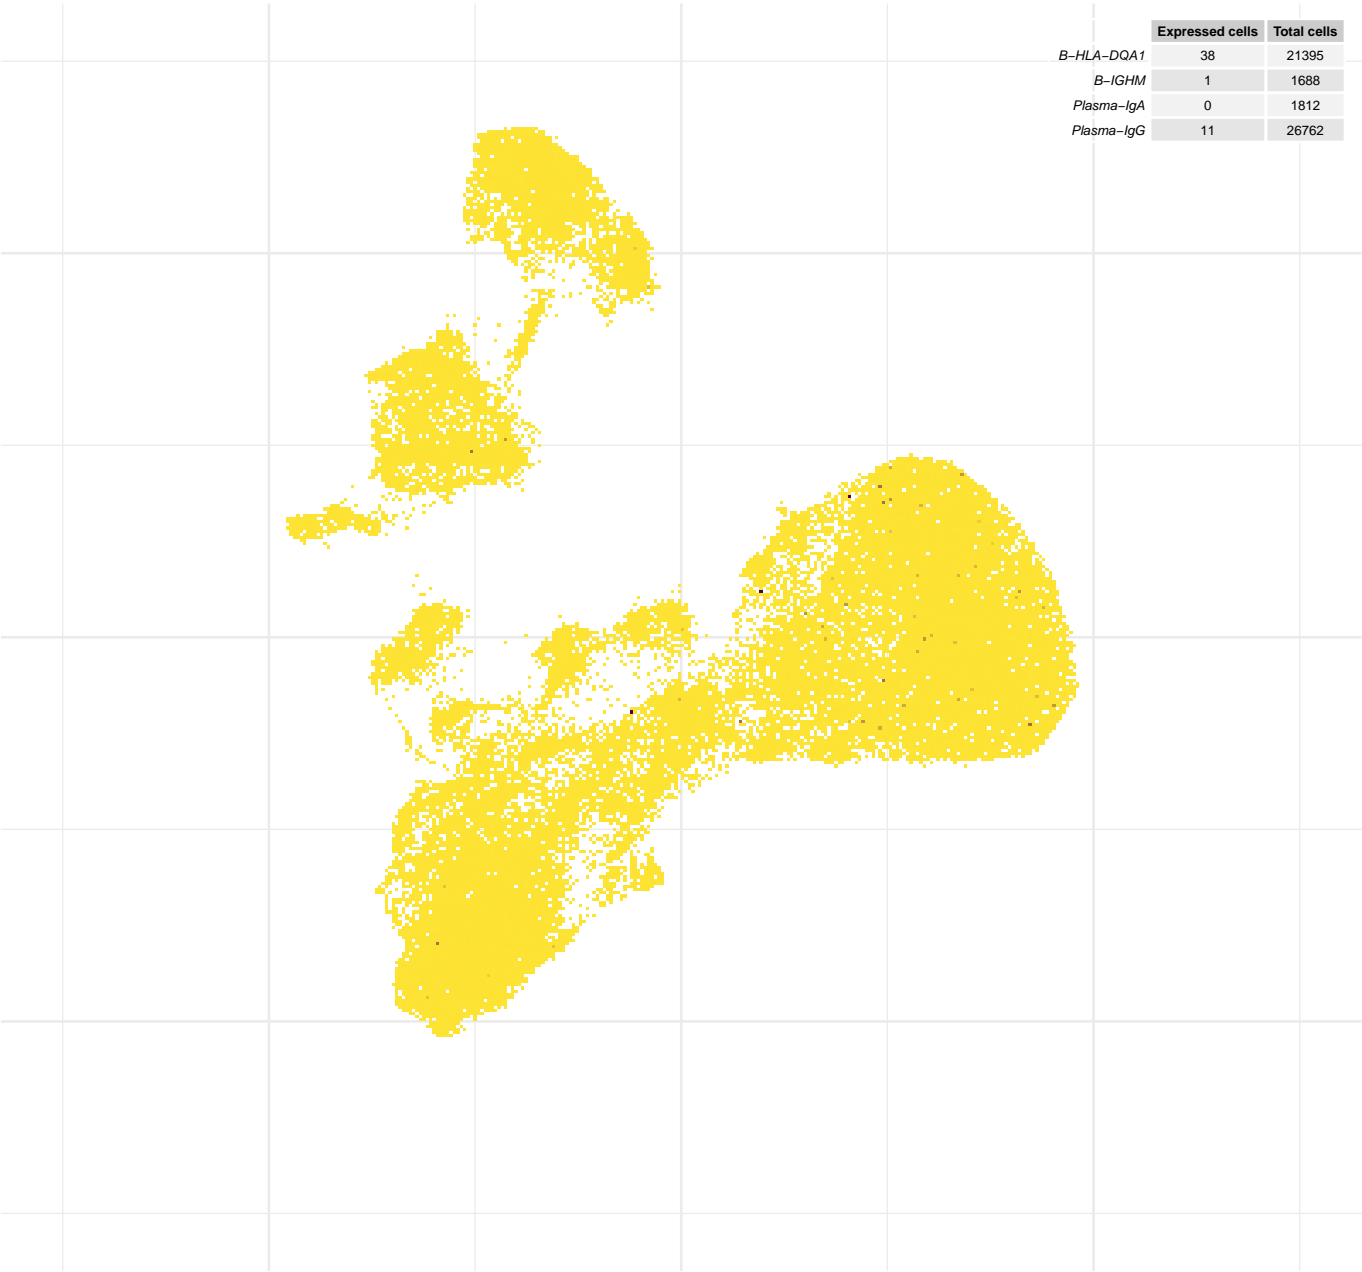 Expressed cells Total cells
B−HLA−DQA1 38 21395
B−IGHM 1 1688
Plasma−IgA 0 1812
Plasma−IgG 11 26762